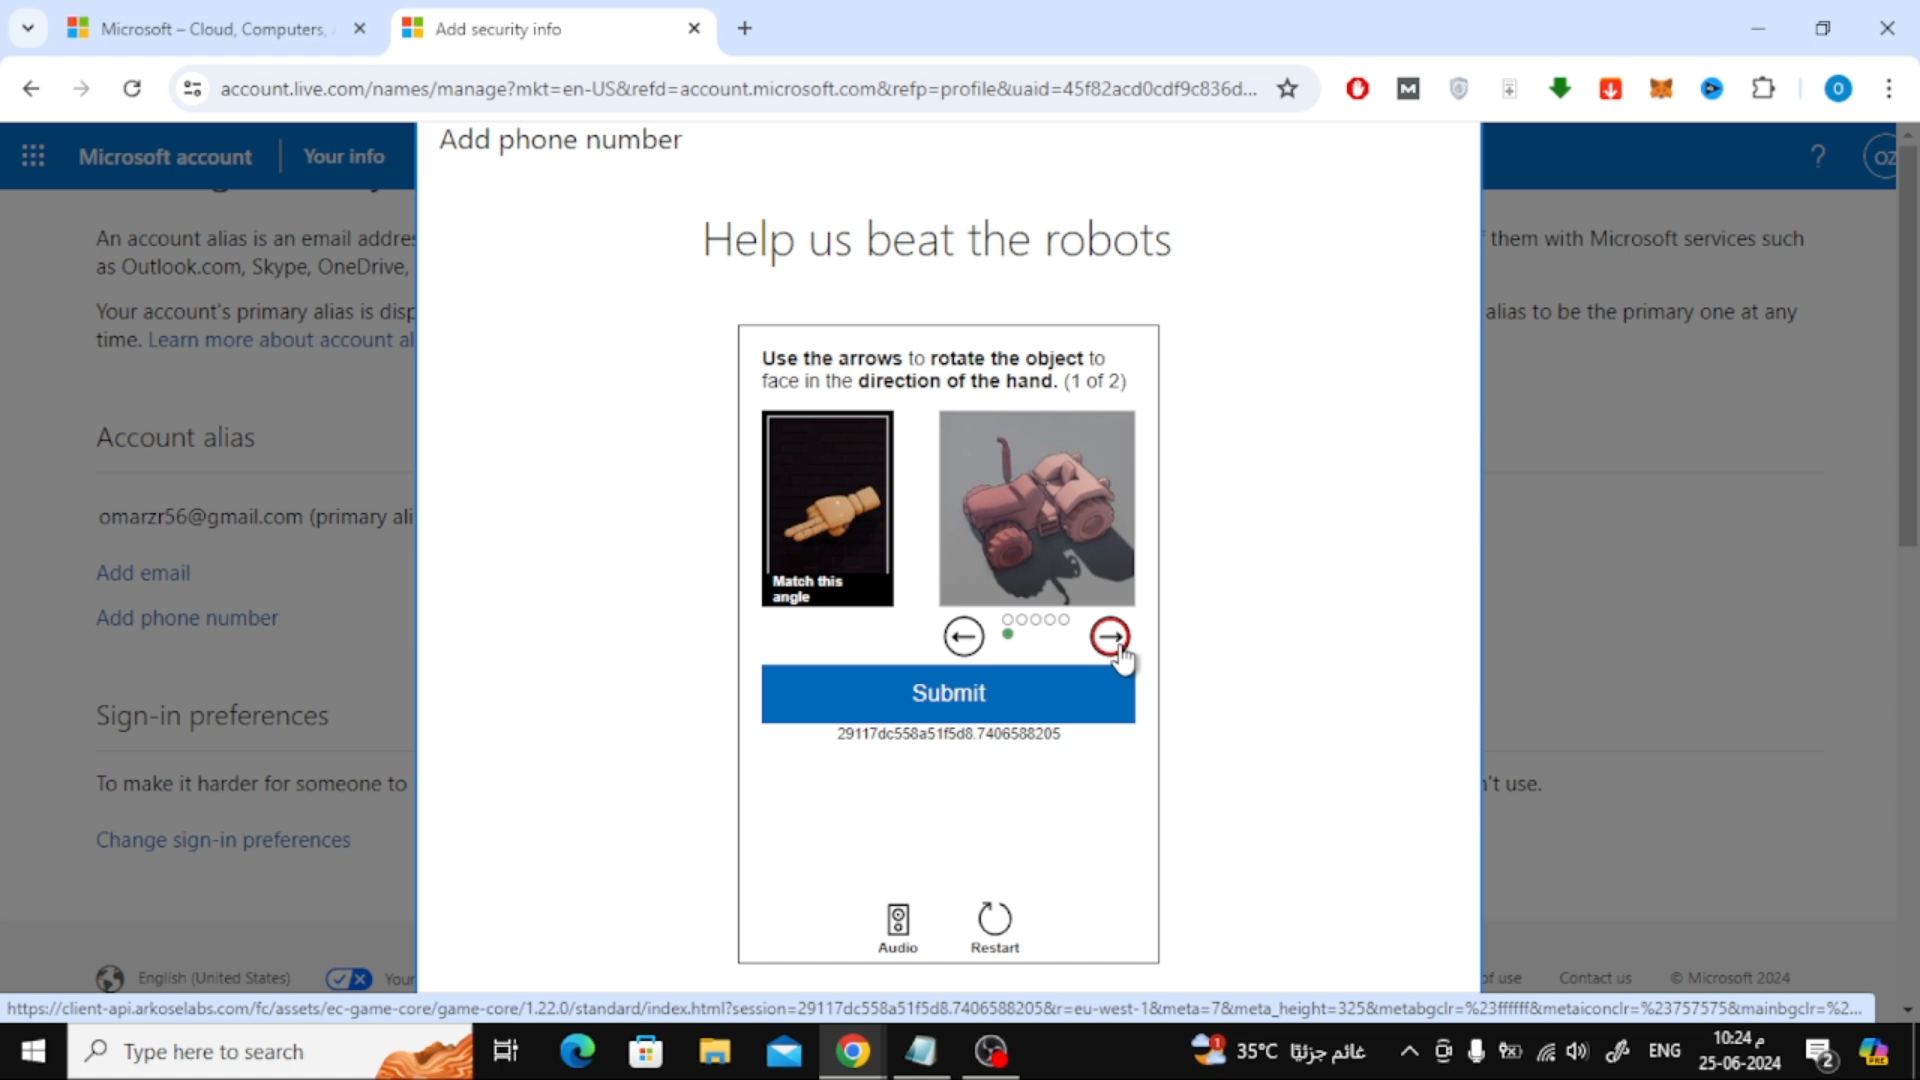 Microsoft – Cloud, Computers,
Add security info
account.live.com/names/manage?mkt=en-US&refd=account.microsoft.com&refp=profile&uaid=45f82acd0cdf9c836d...
M
O
Microsoft account
Your info
?
OZ
Add phone number
Help us beat the robots
An account alias is an email addre
them with Microsoft services such
as Outlook.com, Skype, OneDrive,
Your account's primary alias is disp
alias to be the primary one at any
time. Learn more about account al
Use the arrows to rotate the object to
face in the direction of the hand. (1 of 2)
Match this
angle
Submit
29117dc558a51f5d8.7406588205
Audio
Restart
Account alias
omarzr56@gmail.com (primary ali
Add email
Add phone number
Sign-in preferences
To make it harder for someone to
't use.
Change sign-in preferences
English (United States)
Your
of use
Contact us
© Microsoft 2024
https://client-api.arkoselabs.com/fc/assets/ec-game-core/game-core/1.22.0/standard/index.html?session=29117dc558a51f5d8.7406588205&r=eu-west-1&meta=7&meta_height=325&metabgclr=%23ffffff&metaiconclr=%23757575&mainbgclr=%2...
Type here to search
1
35°C
غائم جزئيًا
ENG
10:24 م
25-06-2024
2
PRE